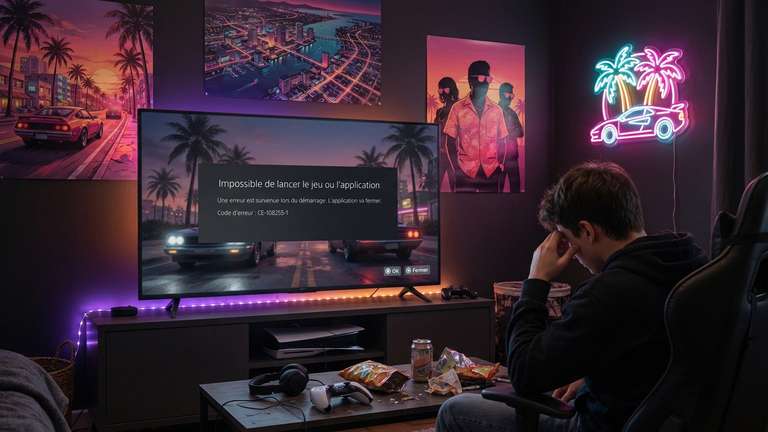 Impossible de lancer le jeu ou l'application
Une erreur est survenue lors du démarrage. L'application va fermer.
Code d'erreur : CE-108255-1
OK
Fermer